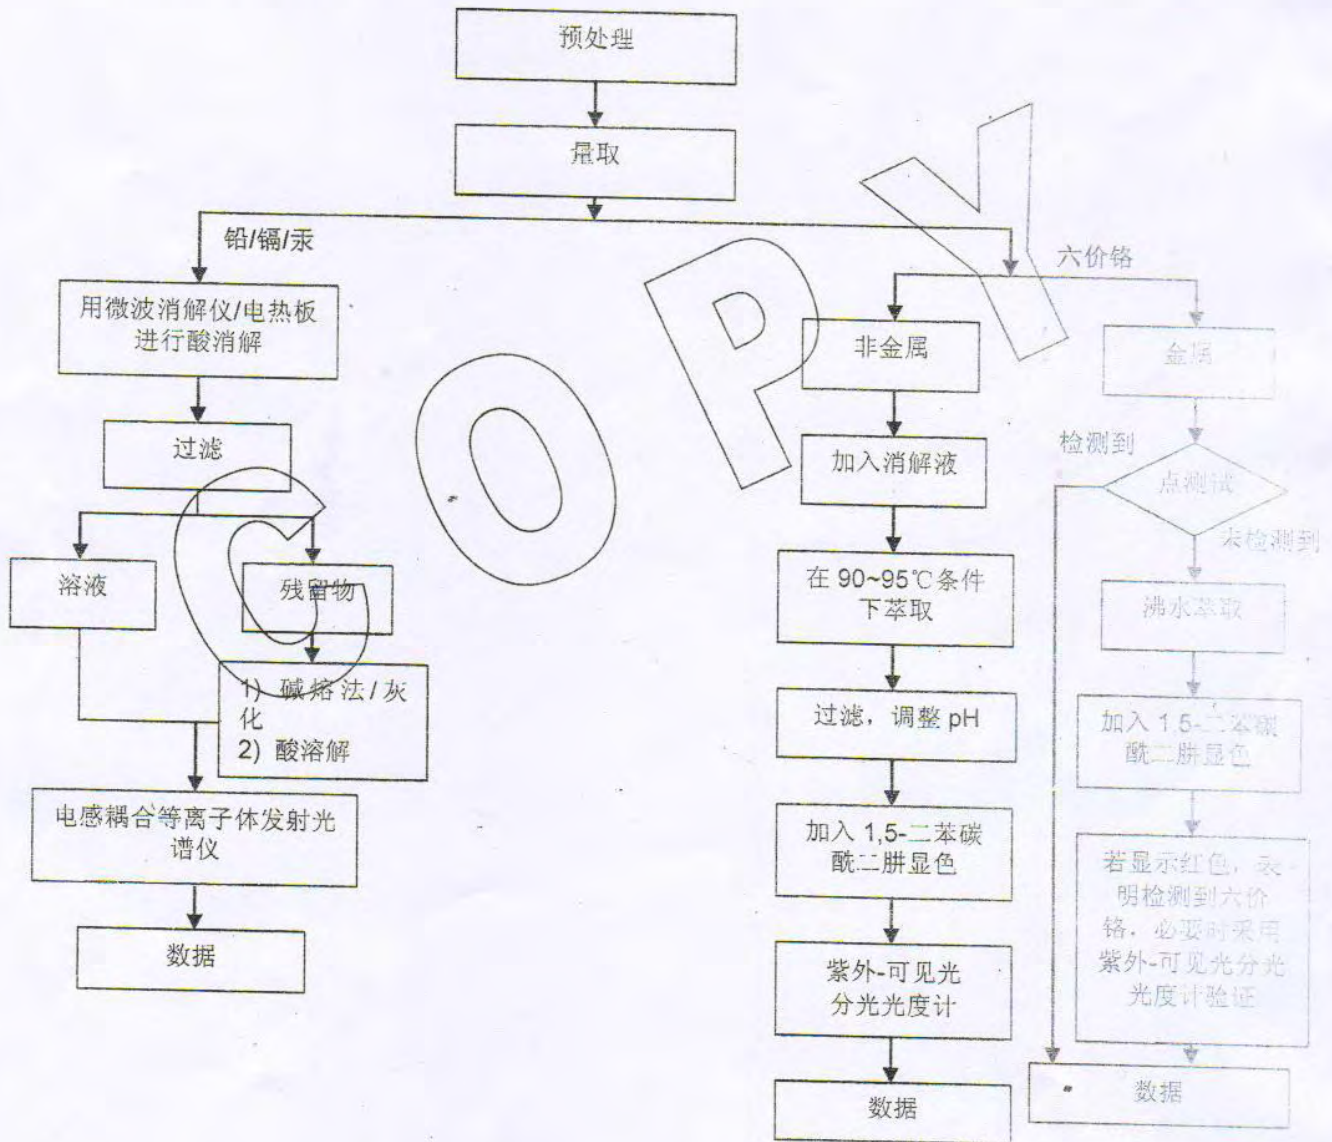 预处理
量取
铅/镉/汞
用微波消解仪/电热板
进行酸消解
过滤
溶液
残留物
1) 碱熔法/灰
化
2) 酸溶解
电感耦合等离子体发射光
谱仪
数据
六价铬
非金属
加入消解液
在 90~95℃条件
下萃取
过滤，调整 pH
加入 1,5-二苯碳
酰二肼显色
紫外-可见光
分光光度计
数据
金属
检测到
点测试
未检测到
沸水萃取
加入 1,5-二苯碳
酰二肼显色
若显示红色，表
明检测到六价
铬，必要时采用
紫外-可见光分光
光度计验证
数据
COPY